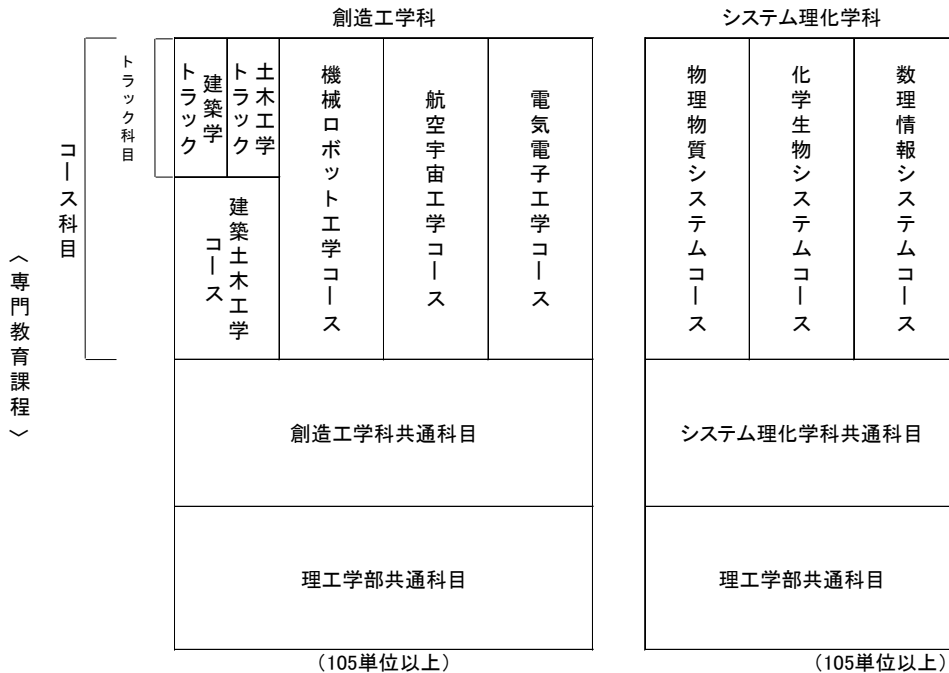 創造工学科
システム理化学科
〈専門教育課程〉
コース科目
トラック科目
建築学
トラック
土木工学
トラック
建築土木工学
コース
機械ロボット工学コース
航空宇宙工学コース
電気電子工学コース
物理物質システムコース
化学生物システムコース
数理情報システムコース
創造工学科共通科目
システム理化学科共通科目
理工学部共通科目
理工学部共通科目
(105単位以上)
(105単位以上)